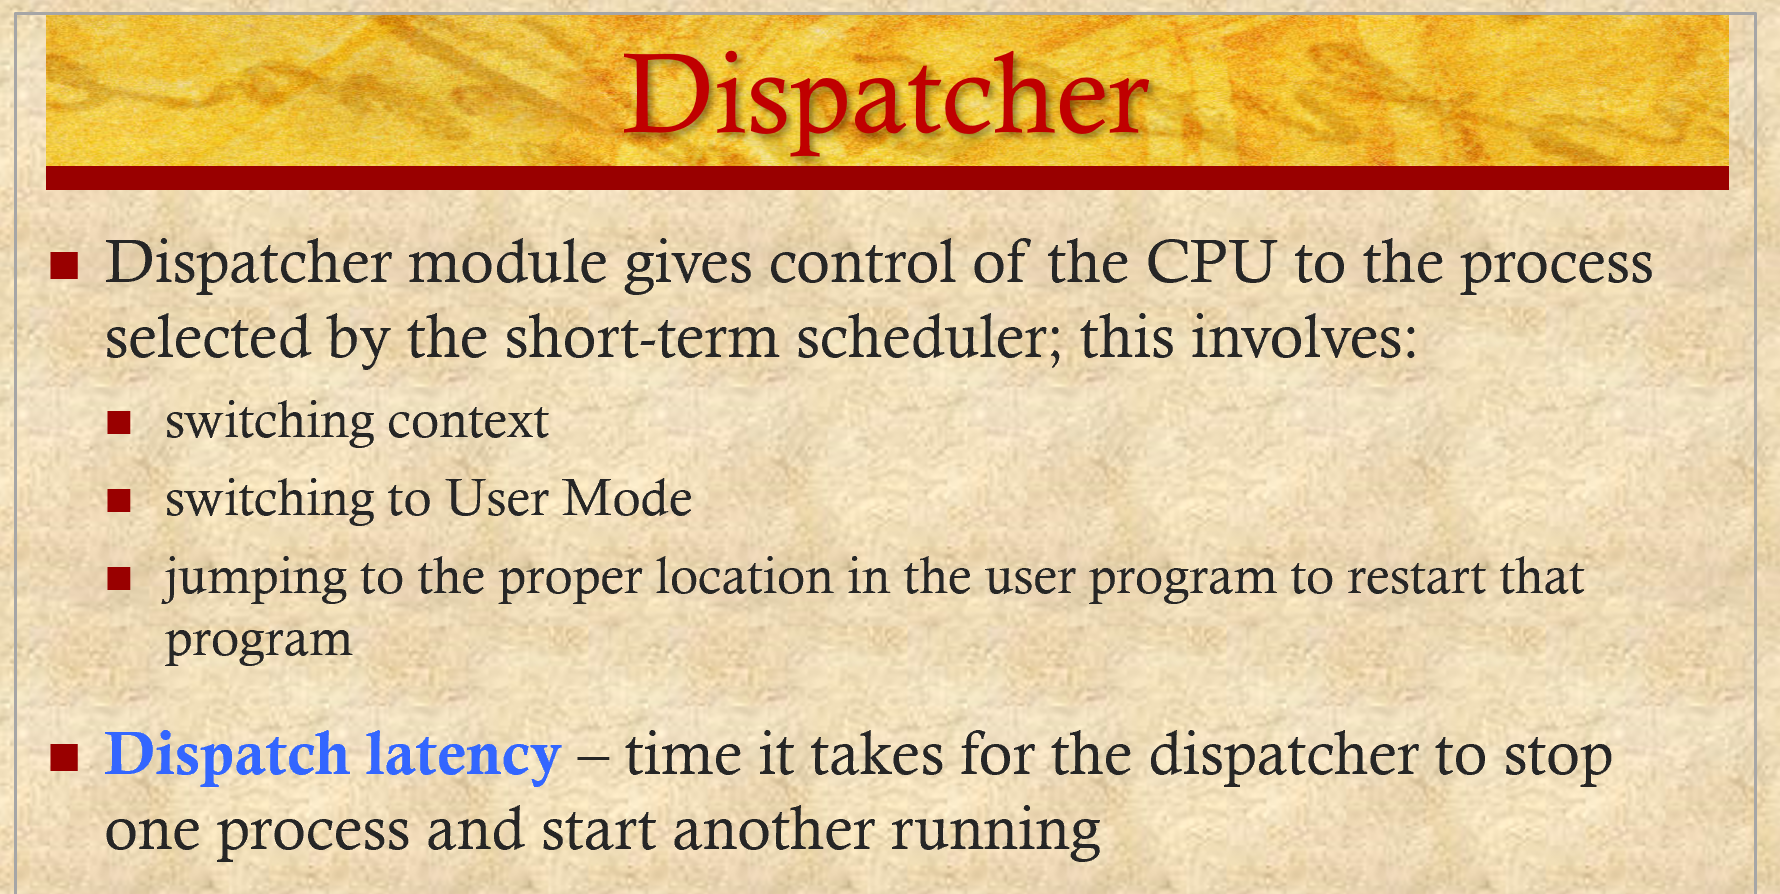 Dispatcher
Dispatcher module gives control of the CPU to the process
selected by the short-term scheduler; this involves:
switching context
switching to User Mode
jumping to the proper location in the user program to restart that
program
Dispatch latency – time it takes for the dispatcher to stop
one process and start another running